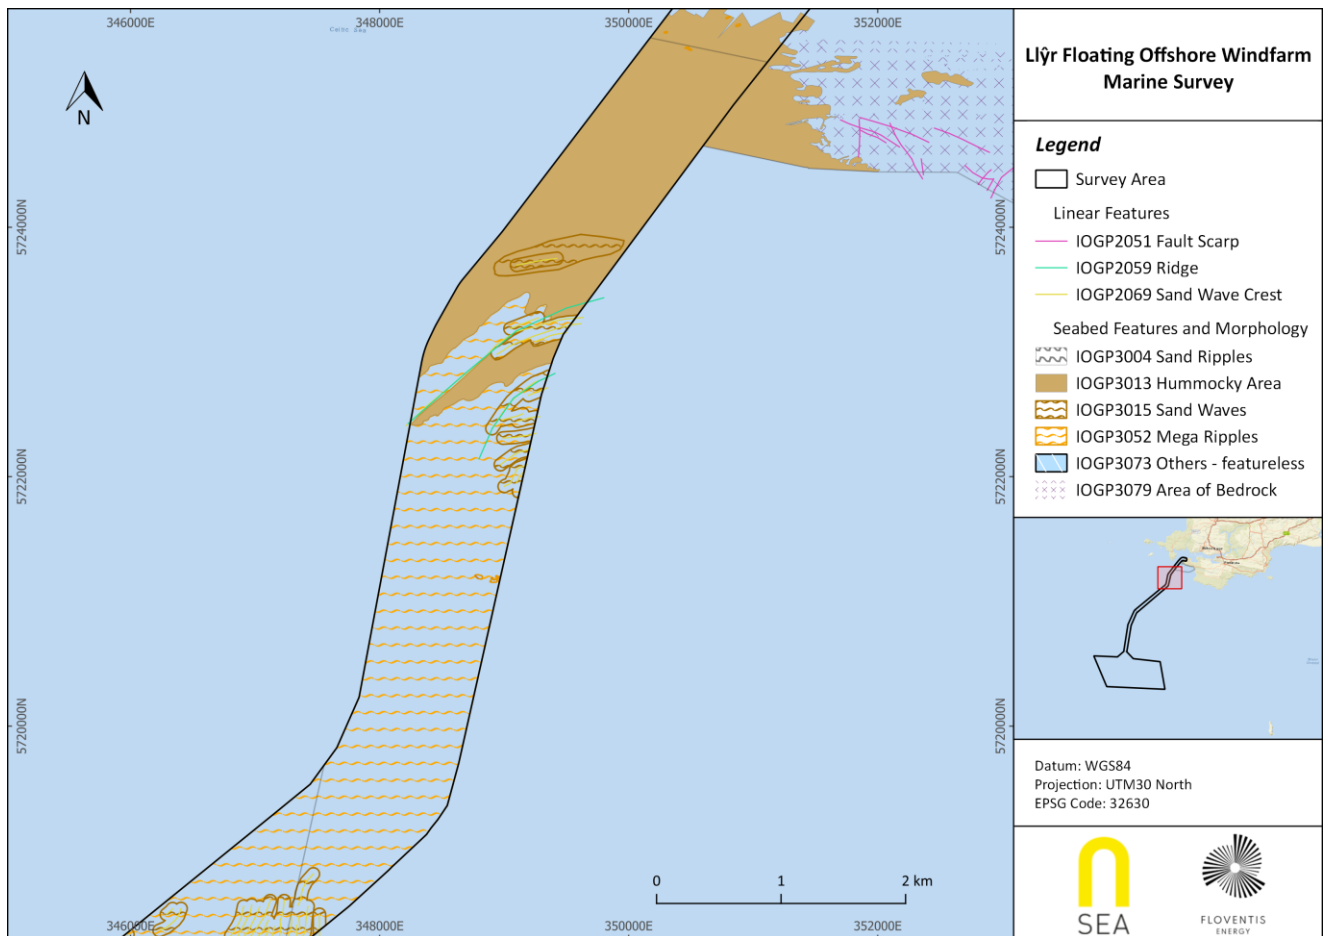 346000E
348000E
350000E
352000E
Celtic Sea
N
5724000N
5724000N
5722000N
5722000N
5720000N
5720000N
0 1 2 km
346000E
348000E
350000E
352000E
Llŷr Floating Offshore Windfarm
Marine Survey
Legend
Survey Area
Linear Features
IOGP2051 Fault Scarp
IOGP2059 Ridge
IOGP2069 Sand Wave Crest
Seabed Features and Morphology
IOGP3004 Sand Ripples
IOGP3013 Hummocky Area
IOGP3015 Sand Waves
IOGP3052 Mega Ripples
IOGP3073 Others - featureless
IOGP3079 Area of Bedrock
Datum: WGS84
Projection: UTM30 North
EPSG Code: 32630
SEA
FLOVENTIS
ENERGY